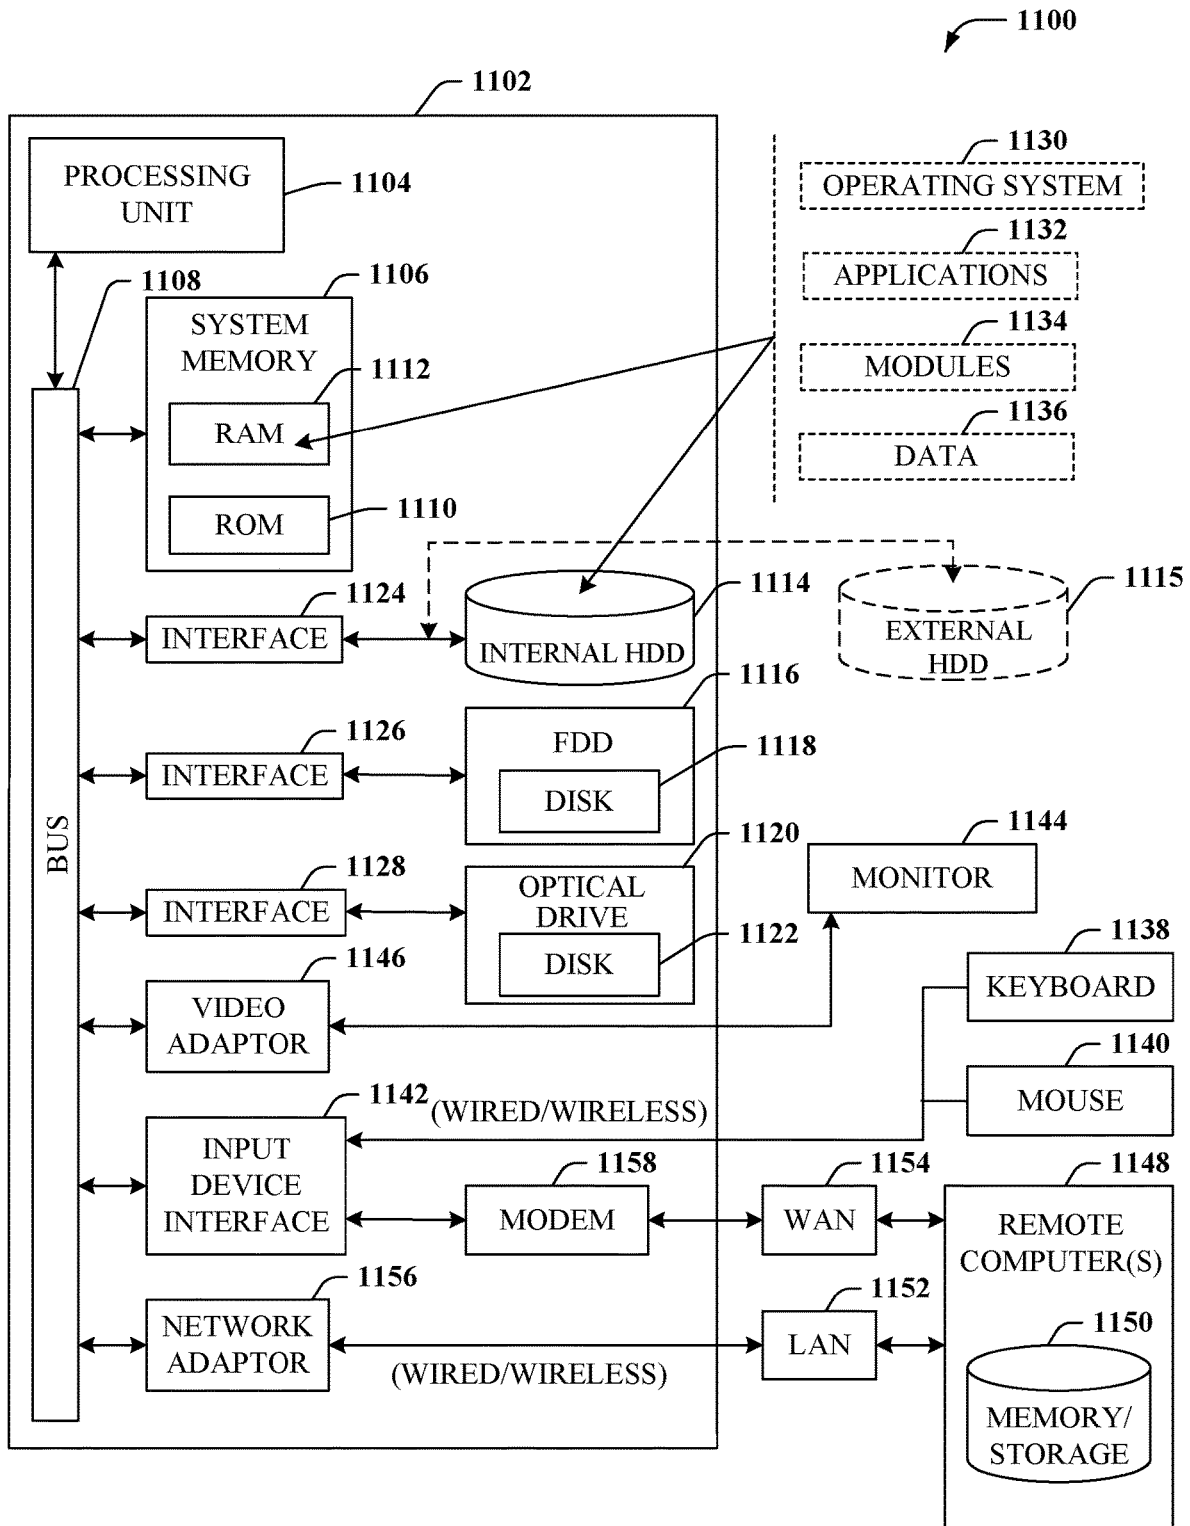 1100
1102
PROCESSING
UNIT
1104
1130
OPERATING SYSTEM
1132
APPLICATIONS
1134
MODULES
1136
DATA
1108
1106
SYSTEM
MEMORY
1112
RAM
1110
ROM
1124
INTERFACE
1114
INTERNAL HDD
1115
EXTERNAL
HDD
1116
FDD
1118
DISK
1126
INTERFACE
BUS
1120
OPTICAL
DRIVE
1122
DISK
1128
INTERFACE
1144
MONITOR
1146
VIDEO
ADAPTOR
1138
KEYBOARD
1140
MOUSE
1142
(WIRED/WIRELESS)
INPUT
DEVICE
INTERFACE
1158
MODEM
1154
WAN
1148
REMOTE
COMPUTER(S)
1156
NETWORK
ADAPTOR
(WIRED/WIRELESS)
1152
LAN
1150
MEMORY/
STORAGE